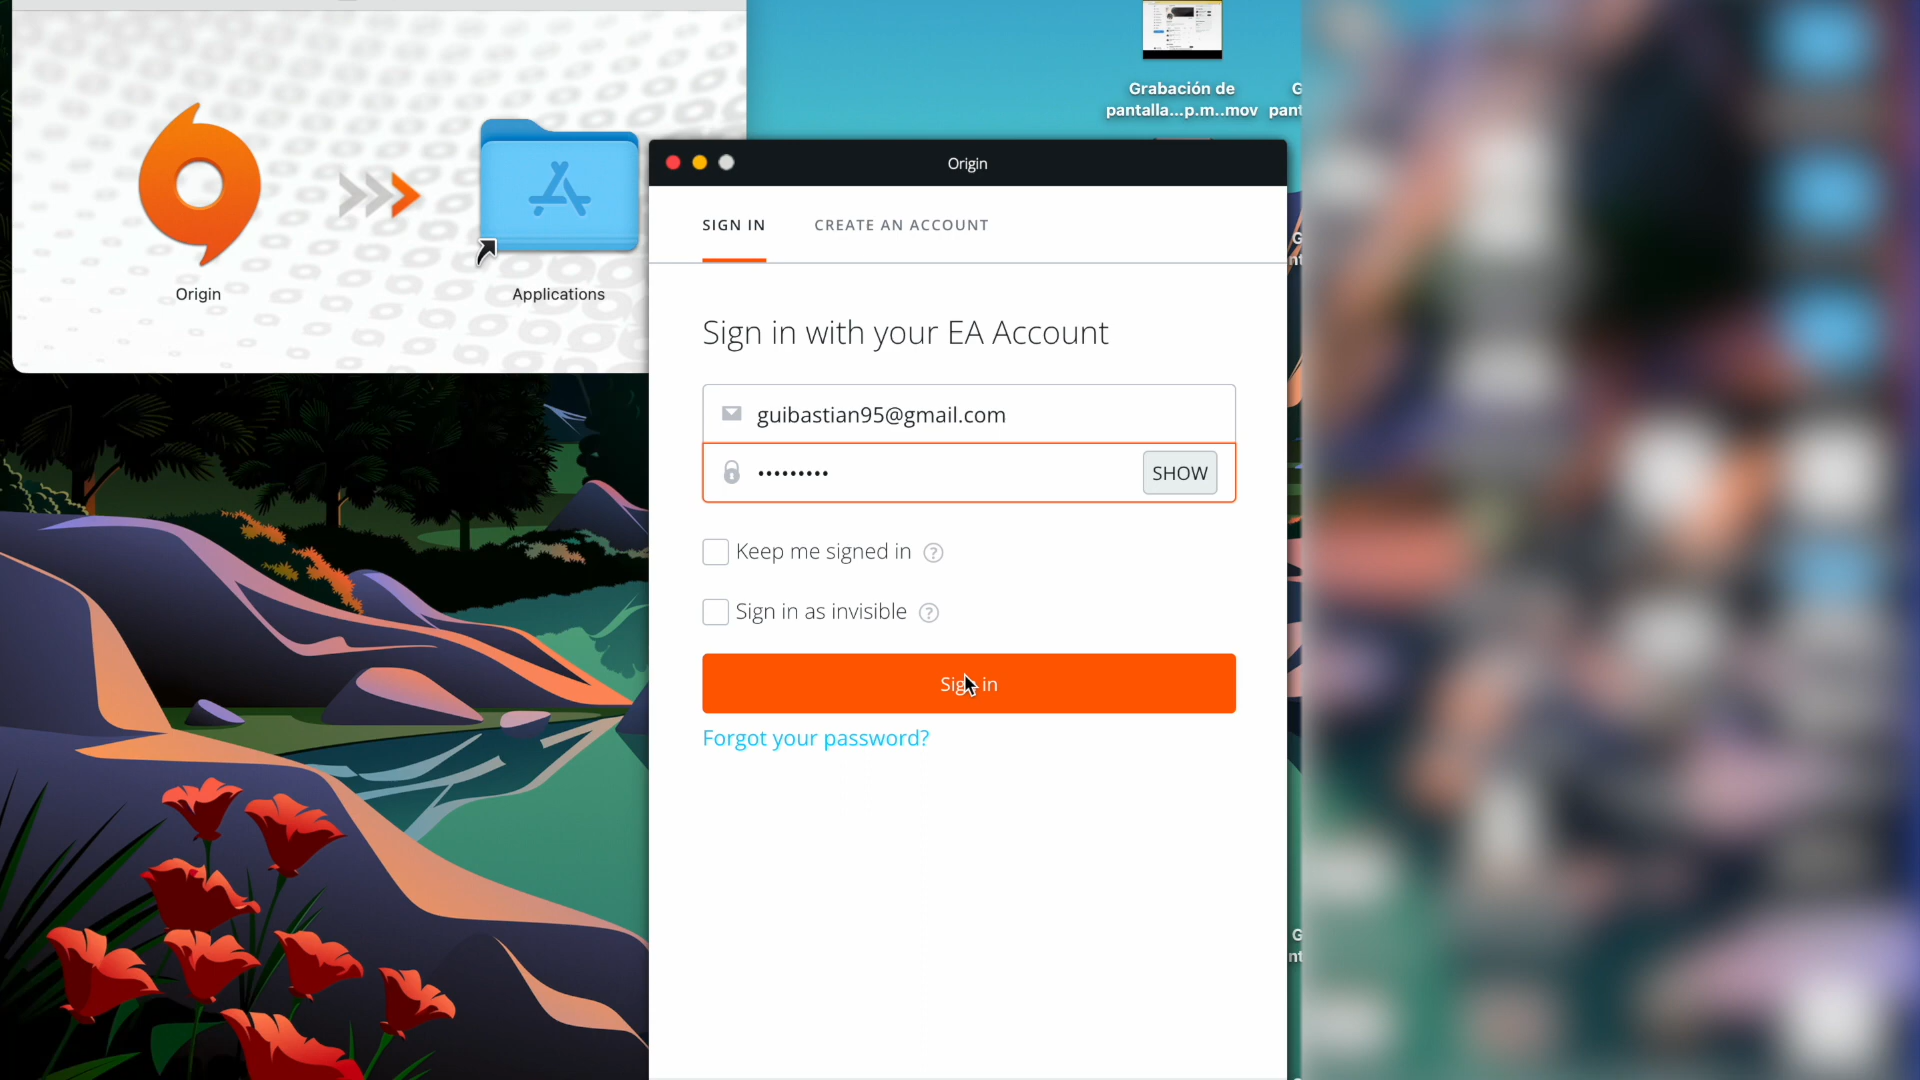 Origin
Applications
Grabación de
pantalla...p.m..mov
G
pant
Origin
SIGN IN
CREATE AN ACCOUNT
Sign in with your EA Account
guibastian95@gmail.com
•••••••••
SHOW
Keep me signed in
Sign in as invisible
Sign in
Forgot your password?